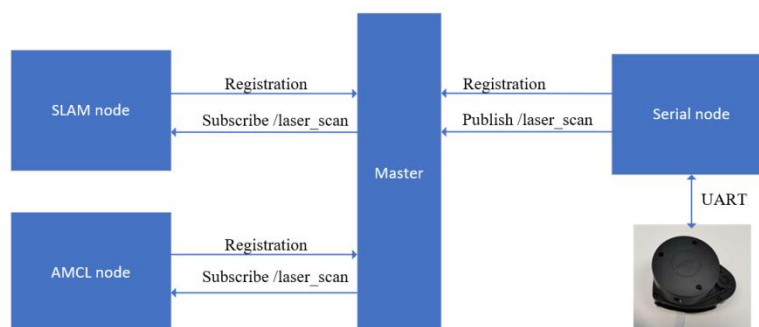 SLAM node
Registration
Subscribe /laser_scan
AMCL node
Registration
Subscribe /laser_scan
Master
Registration
Publish /laser_scan
Serial node
UART